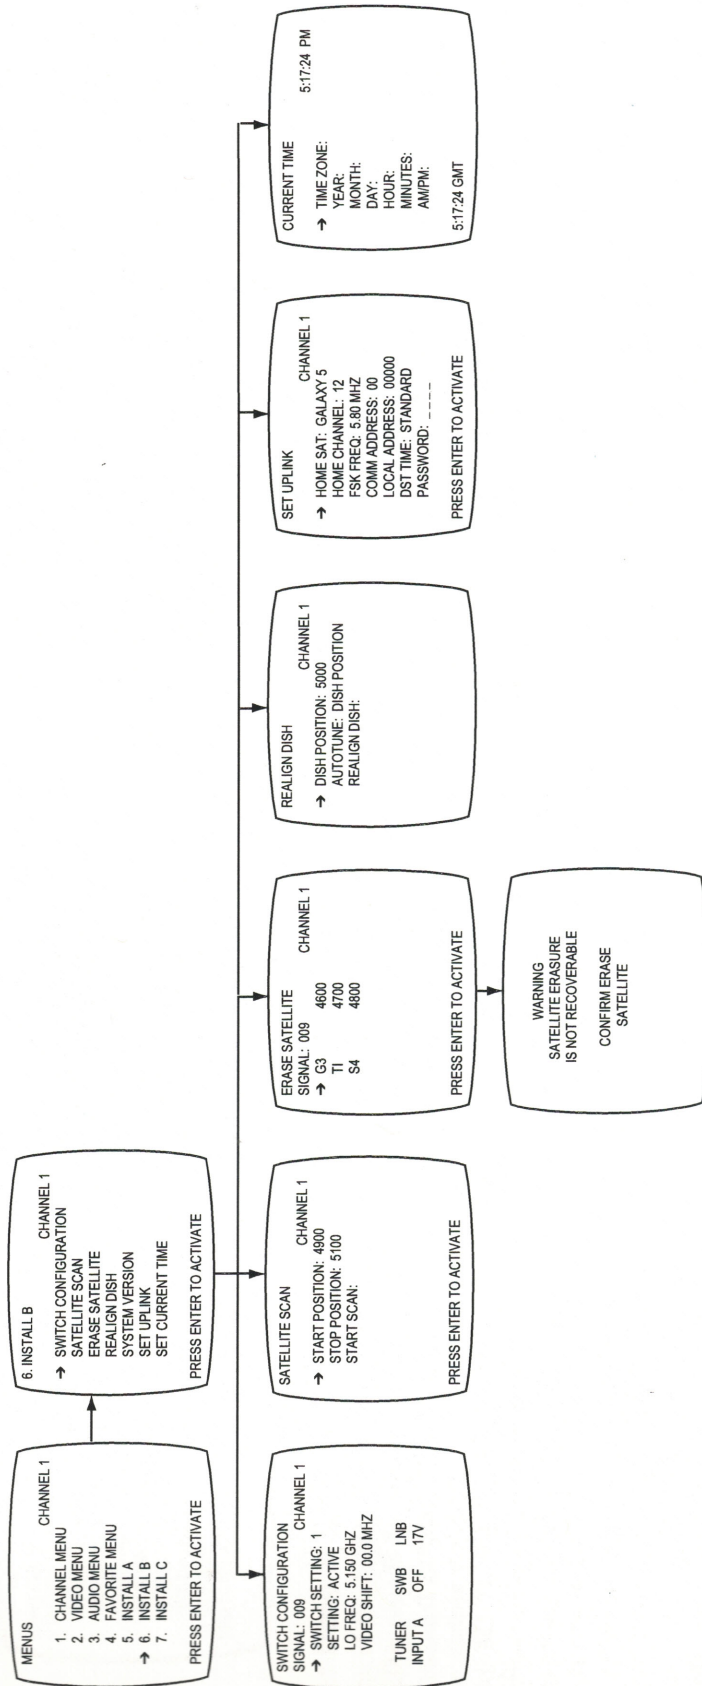 MENUS
CHANNEL 1
1. CHANNEL MENU
2. VIDEO MENU
3. AUDIO MENU
4. FAVORITE MENU
5. INSTALL A
→ 6. INSTALL B
7. INSTALL C
PRESS ENTER TO ACTIVATE
6. INSTALL B
CHANNEL 1
→ SWITCH CONFIGURATION
SATELLITE SCAN
ERASE SATELLITE
REALIGN DISH
SYSTEM VERSION
SET UPLINK
SET CURRENT TIME
PRESS ENTER TO ACTIVATE
SWITCH CONFIGURATION
SIGNAL: 009 CHANNEL 1
→ SWITCH SETTING: 1
SETTING: ACTIVE
LO FREQ: 5.150 GHZ
VIDEO SHIFT: 00.0 MHZ
TUNER SWB LNB
INPUT A OFF 17V
SATELLITE SCAN
CHANNEL 1
→ START POSITION: 4900
STOP POSITION: 5100
START SCAN:
PRESS ENTER TO ACTIVATE
ERASE SATELLITE
SIGNAL: 009 CHANNEL 1
→ G3 4600
TI 4700
S4 4800
PRESS ENTER TO ACTIVATE
WARNING
SATELLITE ERASURE
IS NOT RECOVERABLE
CONFIRM ERASE
SATELLITE
REALIGN DISH
CHANNEL 1
→ DISH POSITION: 5000
AUTOTUNE: DISH POSITION
REALIGN DISH:
SET UPLINK
CHANNEL 1
→ HOME SAT: GALAXY 5
HOME CHANNEL: 12
FSK FREQ: 5.80 MHZ
COMM ADDRESS: 00
LOCAL ADDRESS: 00000
DST TIME: STANDARD
PASSWORD: _ _ _ _
PRESS ENTER TO ACTIVATE
CURRENT TIME
5:17:24 PM
→ TIME ZONE:
YEAR:
MONTH:
DAY:
HOUR:
MINUTES:
AM/PM:
5:17:24 GMT